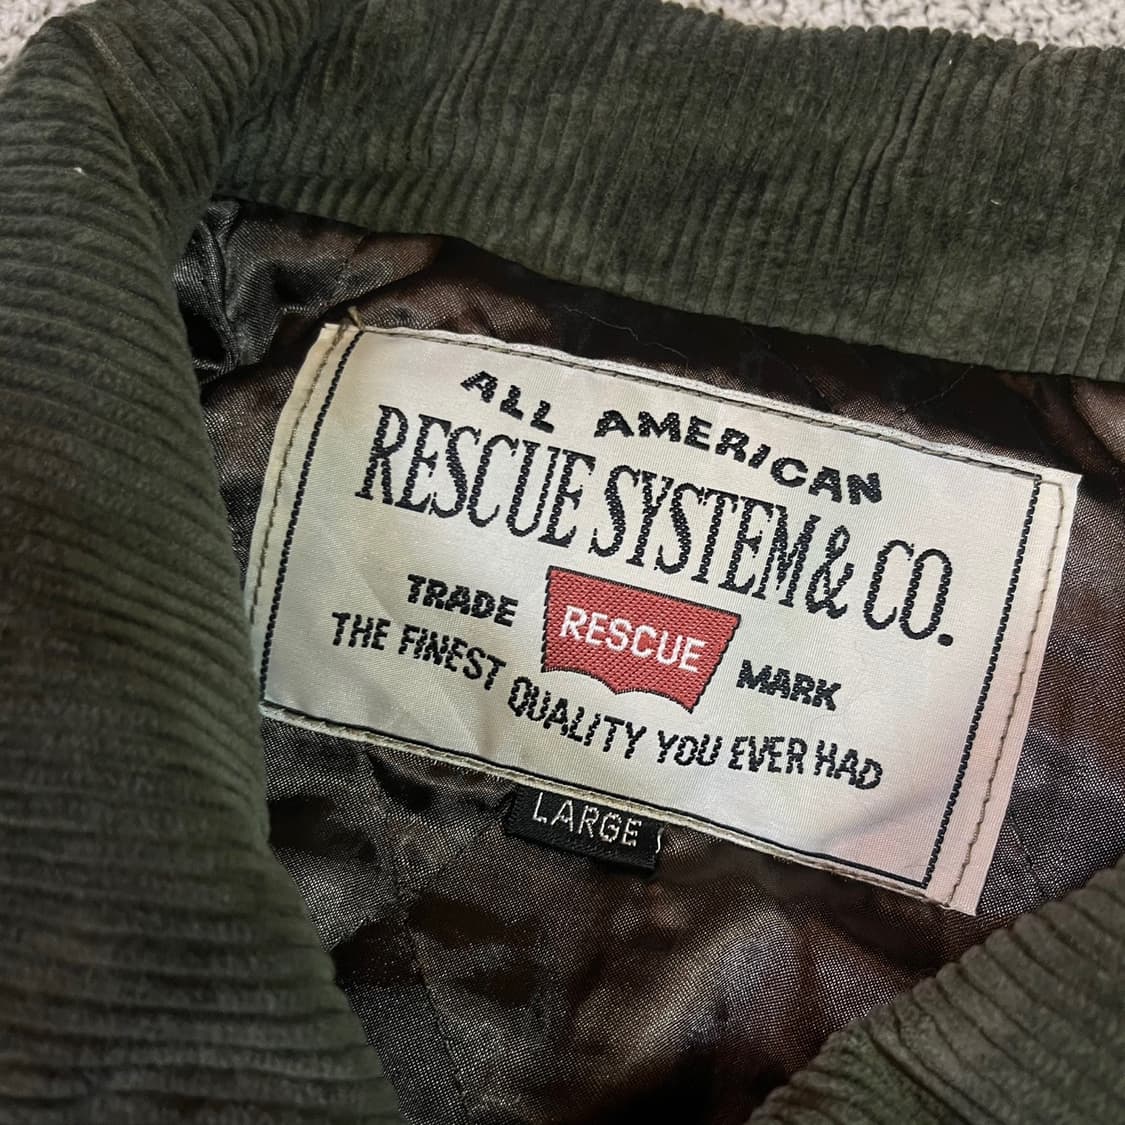 ALL AMERICAN
RESCUE SYSTEM & CO.
TRADE RESCUE MARK
THE FINEST QUALITY YOU EVER HAD
LARGE